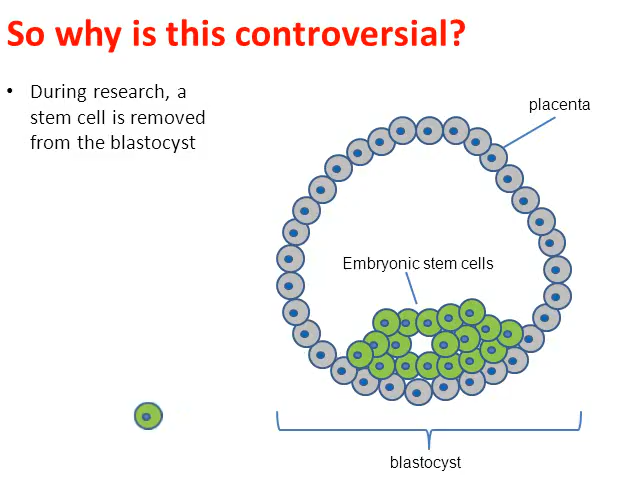 So why is this controversial?
• During research, a
stem cell is removed
from the blastocyst
placenta
Embryonic stem cells
blastocyst